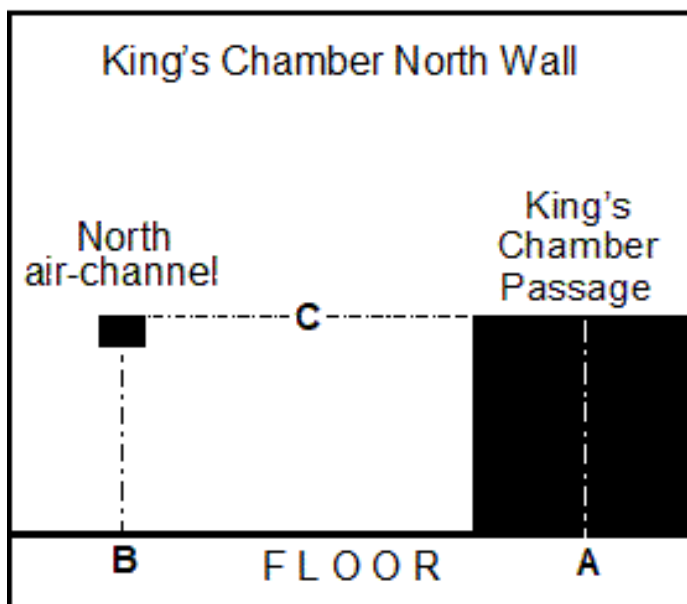 King's Chamber North Wall
North
air-channel
King's
Chamber
Passage
C
B
FLOOR
A